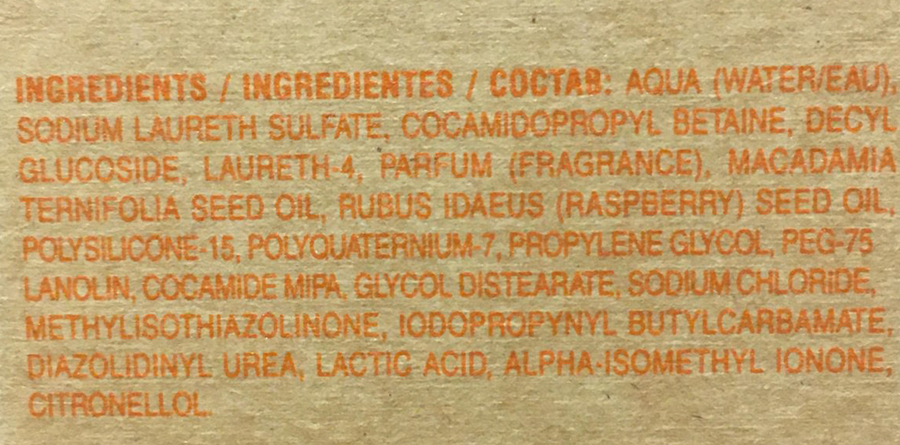 INGREDIENTS / INGREDIENTES / СОСТАВ: AQUA (WATER/EAU),
SODIUM LAURETH SULFATE, COCAMIDOPROPYL BETAINE, DECYL
GLUCOSIDE, LAURETH-4, PARFUM (FRAGRANCE), MACADAMIA
TERNIFOLIA SEED OIL, RUBUS IDAEUS (RASPBERRY) SEED OIL,
POLYSILICONE-15, POLYQUATERNIUM-7, PROPYLENE GLYCOL, PEG-75
LANOLIN, COCAMIDE MIPA, GLYCOL DISTEARATE, SODIUM CHLORIDE,
METHYLISOTHIAZOLINONE, IODOPROPYNYL BUTYLCARBAMATE,
DIAZOLIDINYL UREA, LACTIC ACID, ALPHA-ISOMETHYL IONONE,
CITRONELLOL.